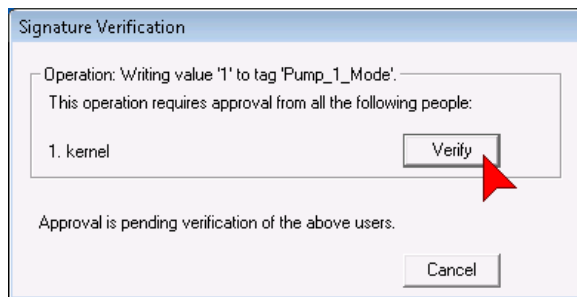 Signature Verification
Operation: Writing value '1' to tag 'Pump_1_Mode'.
This operation requires approval from all the following people:
1. kernel
Verify
Approval is pending verification of the above users.
Cancel